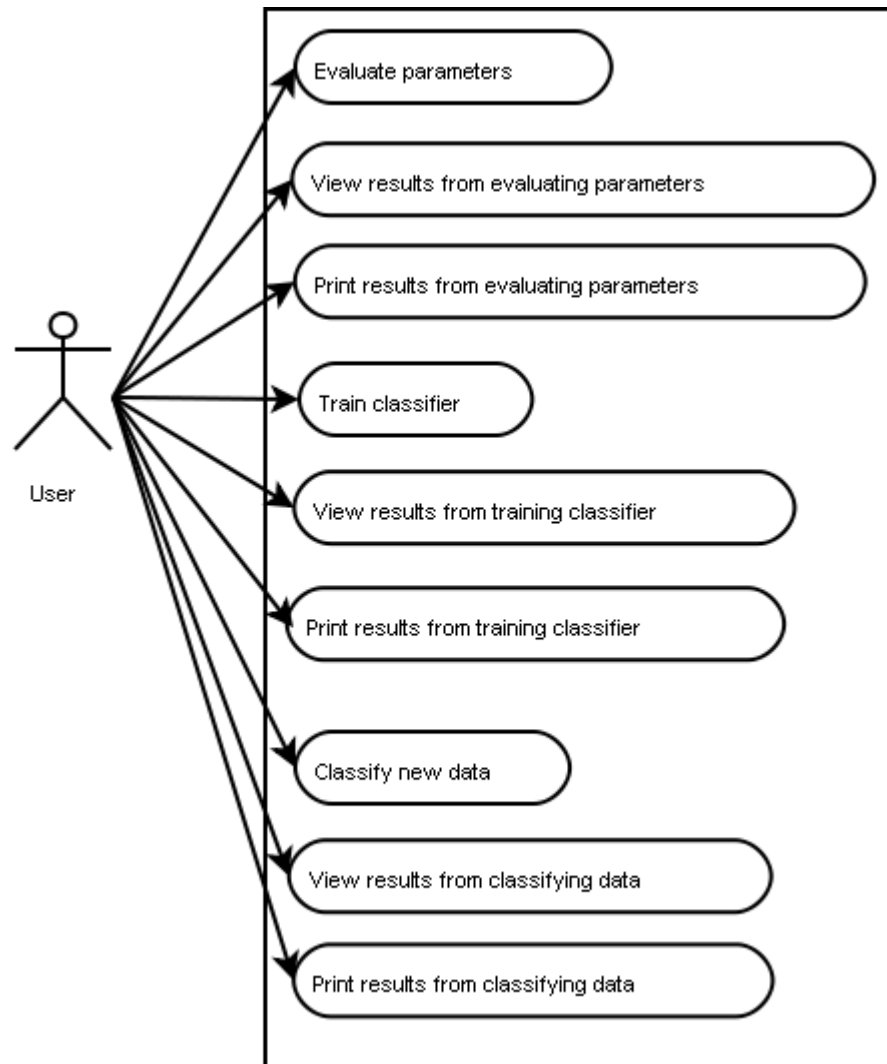 Evaluate parameters
View results from evaluating parameters
Print results from evaluating parameters
Train classifier
User
View results from training classifier
Print results from training classifier
Classify new data
View results from classifying data
Print results from classifying data